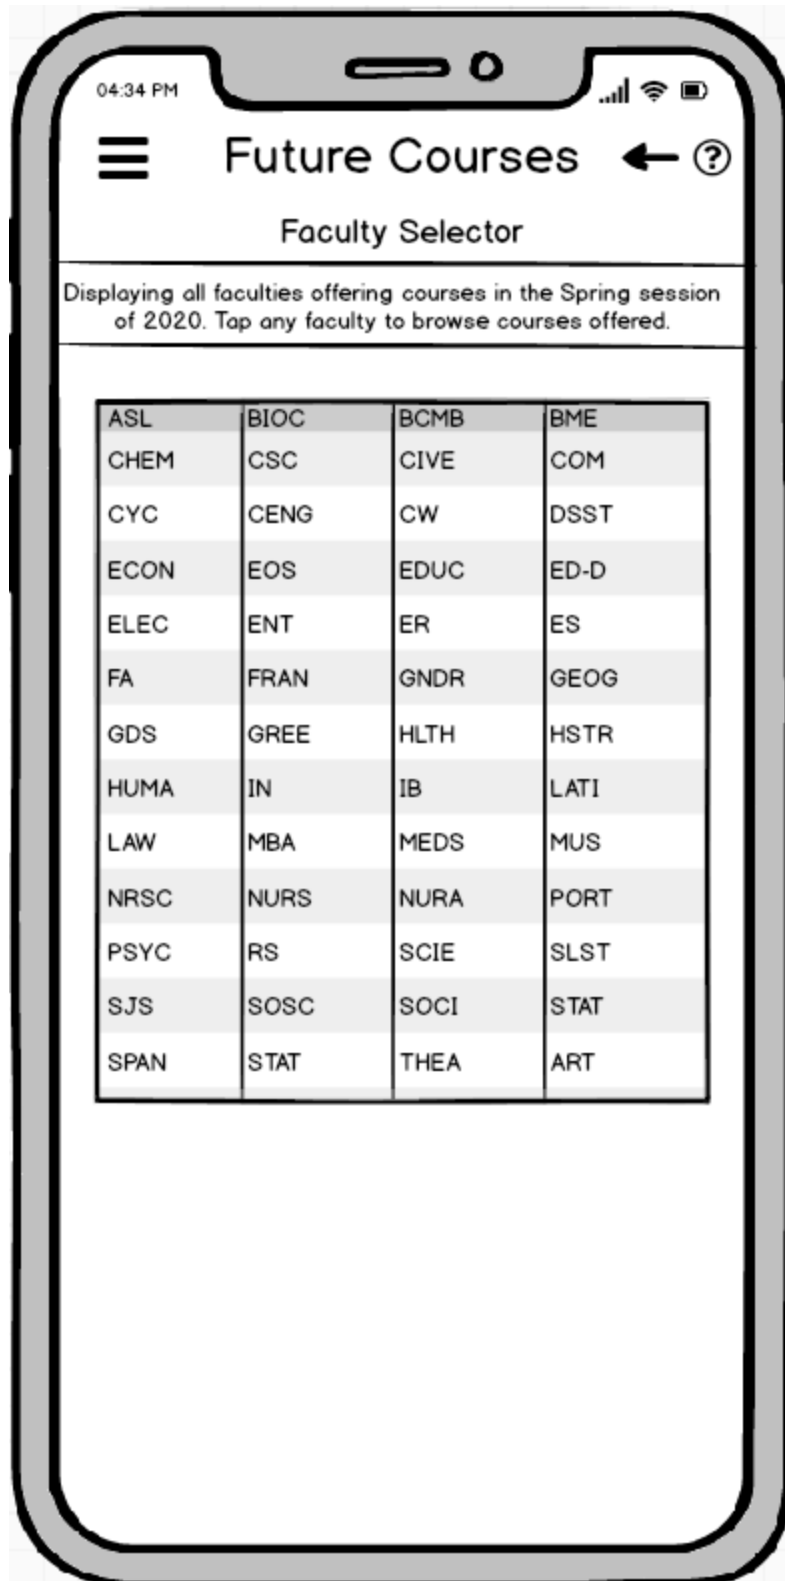 04:34 PM
Future Courses
Faculty Selector
Displaying all faculties offering courses in the Spring session
of 2020. Tap any faculty to browse courses offered.
ASL BIOC BCMB BME
CHEM CSC CIVE COM
CYC CENG CW DSST
ECON EOS EDUC ED-D
ELEC ENT ER ES
FA FRAN GNDR GEOG
GDS GREE HLTH HSTR
HUMA IN IB LATI
LAW MBA MEDS MUS
NRSC NURS NURA PORT
PSYC RS SCIE SLST
SJS SOSC SOCI STAT
SPAN STAT THEA ART